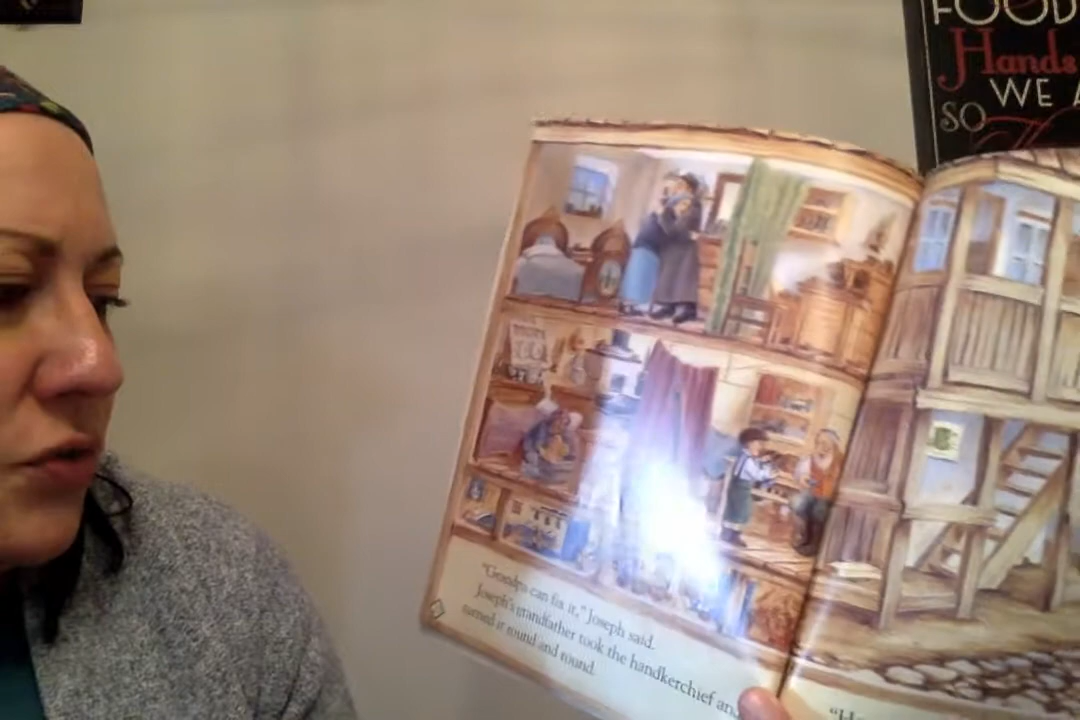 FOOD
Hands
WE A
SO
"Grandpa can fix it," Joseph said.
Joseph's grandfather took the handkerchief and
turned it round and round.